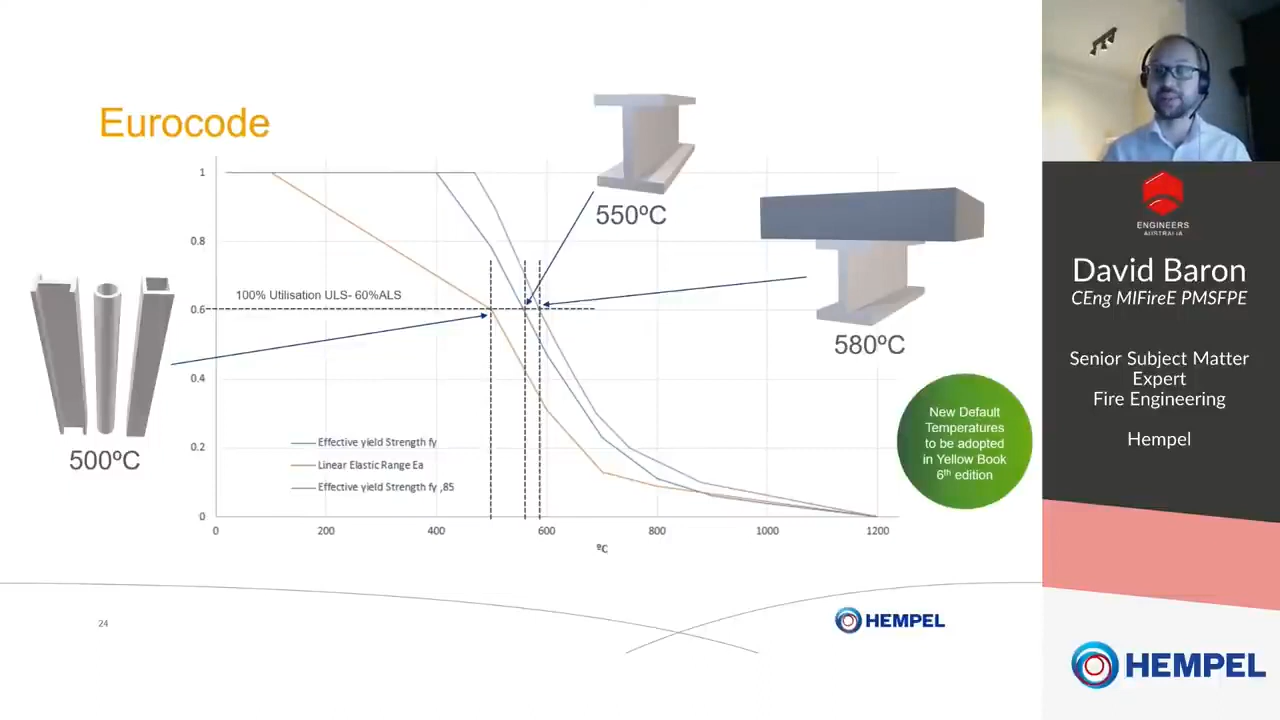 Eurocode
550ºC
580ºC
500ºC
100% Utilisation ULS- 60%ALS
1
0.8
0.6
0.4
0.2
0
0
200
400
600
800
1000
1200
ºC
Effective yield Strength fy
Linear Elastic Range Ea
Effective yield Strength fy ,85
New Default
Temperatures
to be adopted
in Yellow Book
6th edition
24
HEMPEL
ENGINEERS
AUSTRALIA
David Baron
CEng MIFireE PMSFPE
Senior Subject Matter
Expert
Fire Engineering
Hempel
HEMPEL